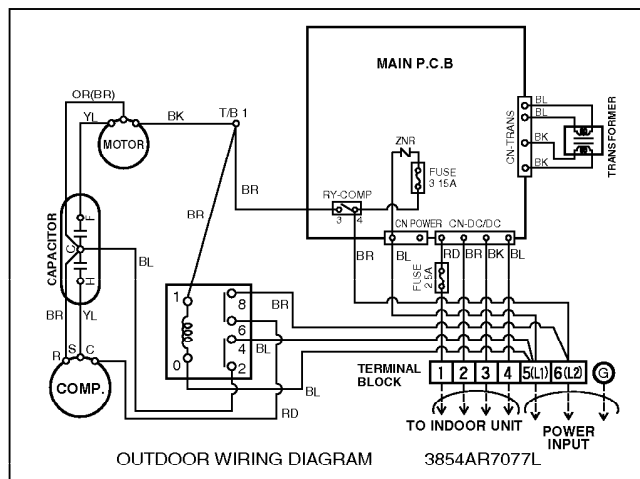 MAIN P.C.B
OR(BR)
YL
BK
T/B 1
MOTOR
ZNR
FUSE
3 15A
CN-TRANS
BL
BL
BK
BK
TRANSFORMER
BR
BR
RY-COMP
3 4
CN POWER
CN-DC/DC
CAPACITOR
F
C
H
BL
BR
BL
RD
BR
BK
BL
FUSE
2 5A
BR
YL
1
8
BR
6
BL
4
0
2
R
S
C
COMP.
BL
RD
TERMINAL
BLOCK
1
2
3
4
5(L1)
6(L2)
G
TO INDOOR UNIT
POWER
INPUT
OUTDOOR WIRING DIAGRAM
3854AR7077L